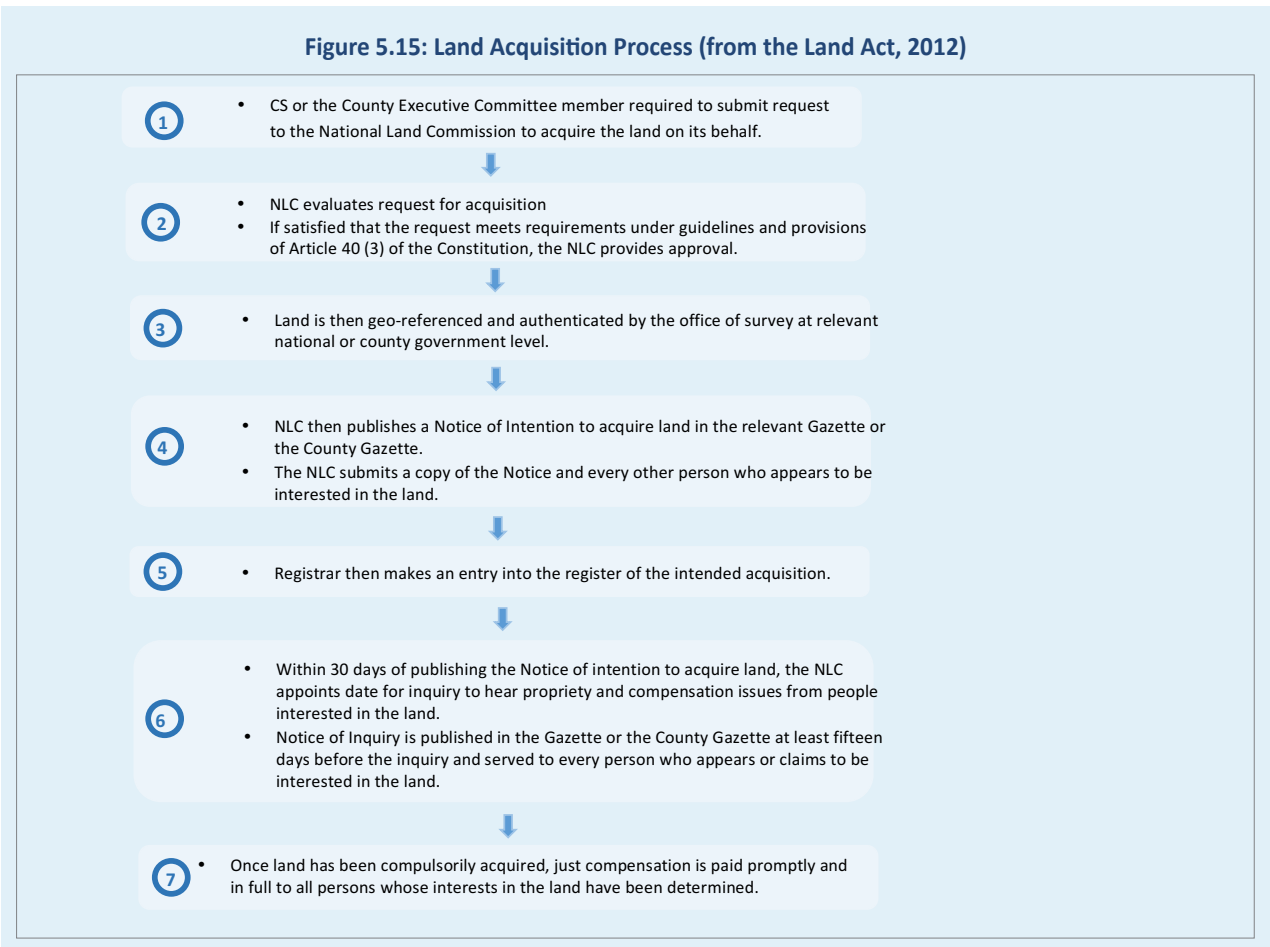 Figure 5.15: Land Acquisition Process (from the Land Act, 2012)
1
• CS or the County Executive Committee member required to submit request
to the National Land Commission to acquire the land on its behalf.
2
• NLC evaluates request for acquisition
• If satisfied that the request meets requirements under guidelines and provisions
of Article 40 (3) of the Constitution, the NLC provides approval.
3
• Land is then geo-referenced and authenticated by the office of survey at relevant
national or county government level.
4
• NLC then publishes a Notice of Intention to acquire land in the relevant Gazette or
the County Gazette.
• The NLC submits a copy of the Notice and every other person who appears to be
interested in the land.
5
• Registrar then makes an entry into the register of the intended acquisition.
6
• Within 30 days of publishing the Notice of intention to acquire land, the NLC
appoints date for inquiry to hear propriety and compensation issues from people
interested in the land.
• Notice of Inquiry is published in the Gazette or the County Gazette at least fifteen
days before the inquiry and served to every person who appears or claims to be
interested in the land.
7
• Once land has been compulsorily acquired, just compensation is paid promptly and
in full to all persons whose interests in the land have been determined.